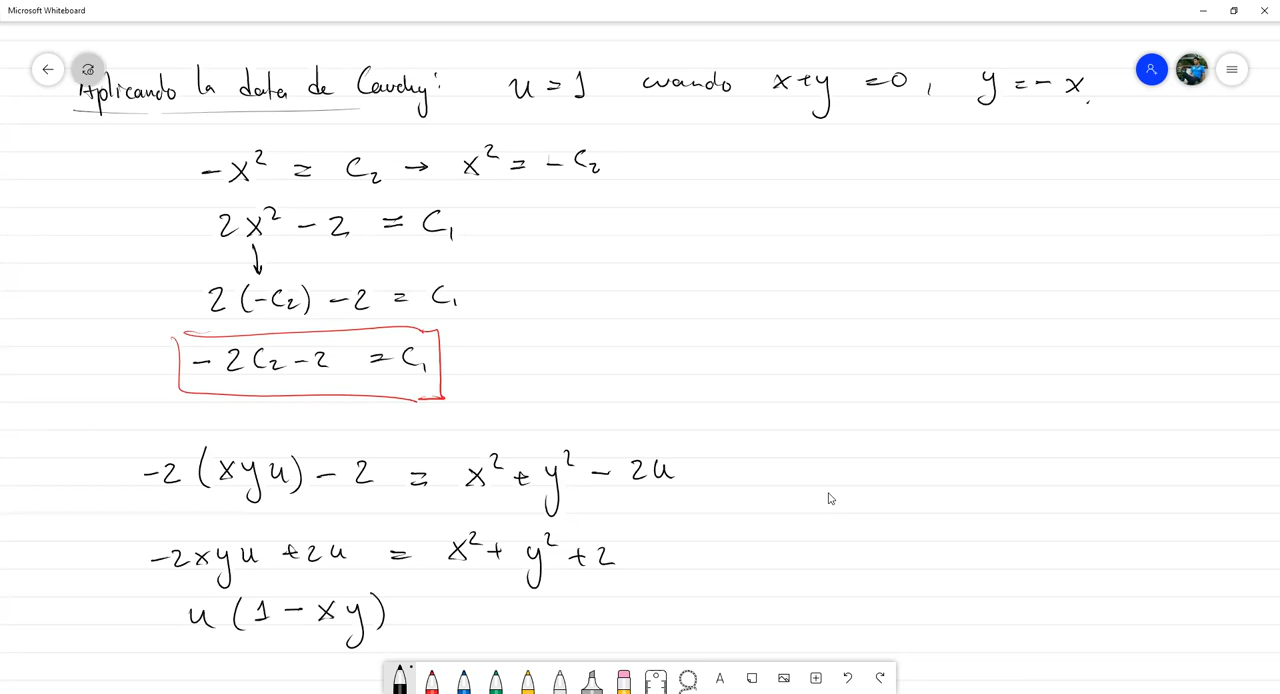 Microsoft Whiteboard
Aplicando la data de Cauchy: u = 1 cuando x+y = 0, y = - x.
-x² = C₂ → x² = - C₂
2x² - 2 = C₁
2(-C₂) - 2 = C₁
- 2C₂ - 2 = C₁
-2(xyu) - 2 = x² + y² - 2u
-2xyu + 2u = x² + y² + 2
u(1 - xy)
A